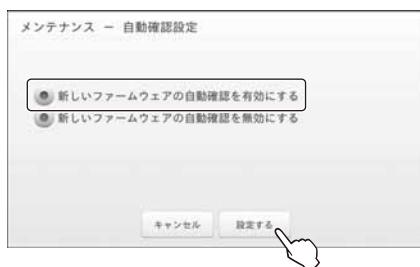 メンテナンス － 自動確認設定
新しいファームウェアの自動確認を有効にする
新しいファームウェアの自動確認を無効にする
キャンセル
設定する